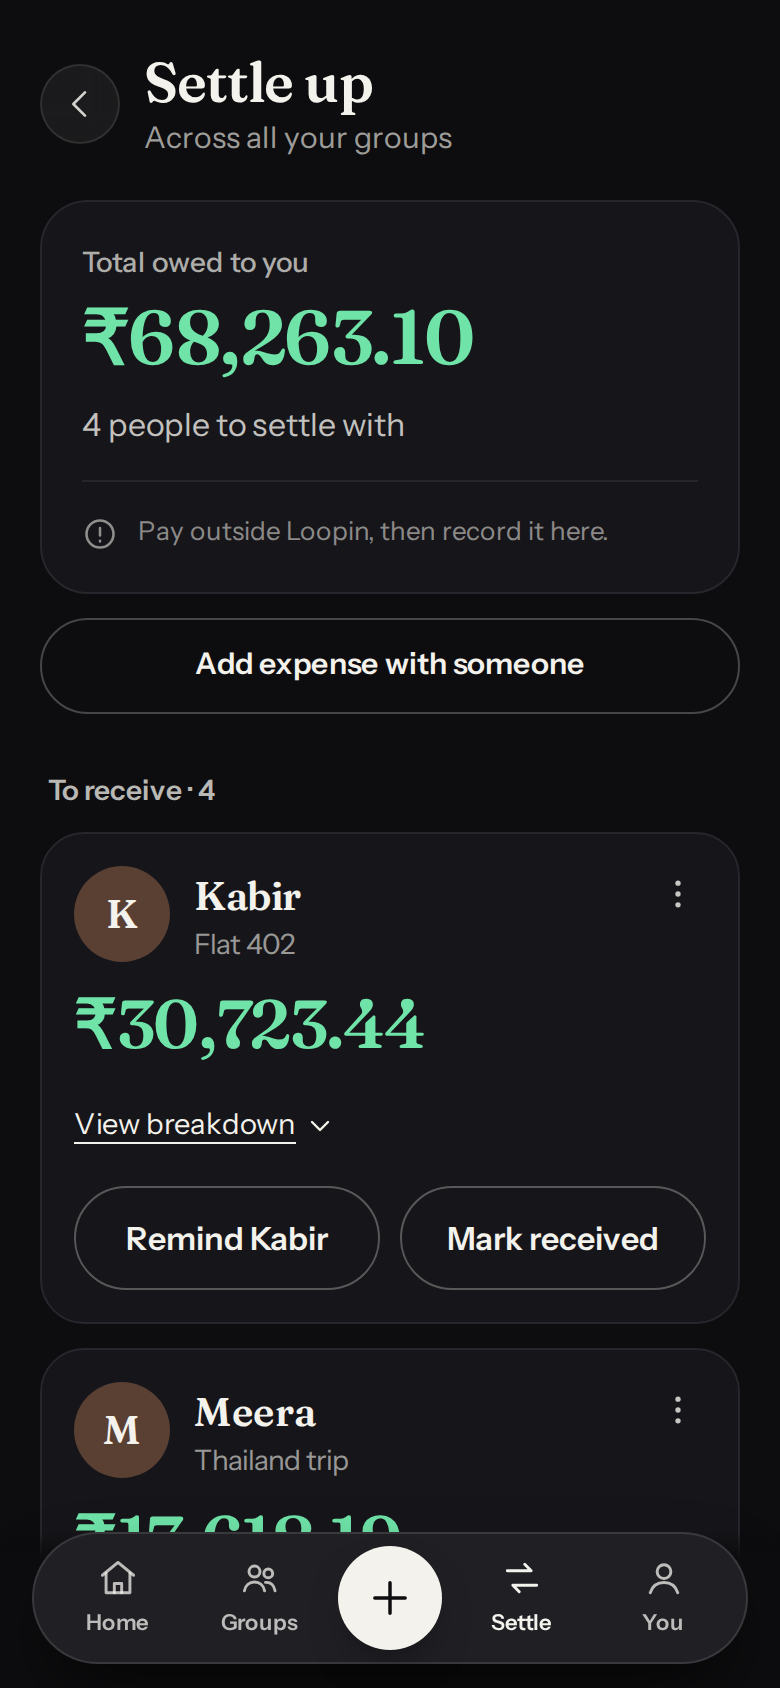 Settle up
Across all your groups
Total owed to you
₹68,263.10
4 people to settle with
Pay outside Loopin, then record it here.
Add expense with someone
To receive · 4
K
Kabir
Flat 402
₹30,723.44
View breakdown
Remind Kabir
Mark received
M
Meera
Thailand trip
Home
Groups
Settle
You